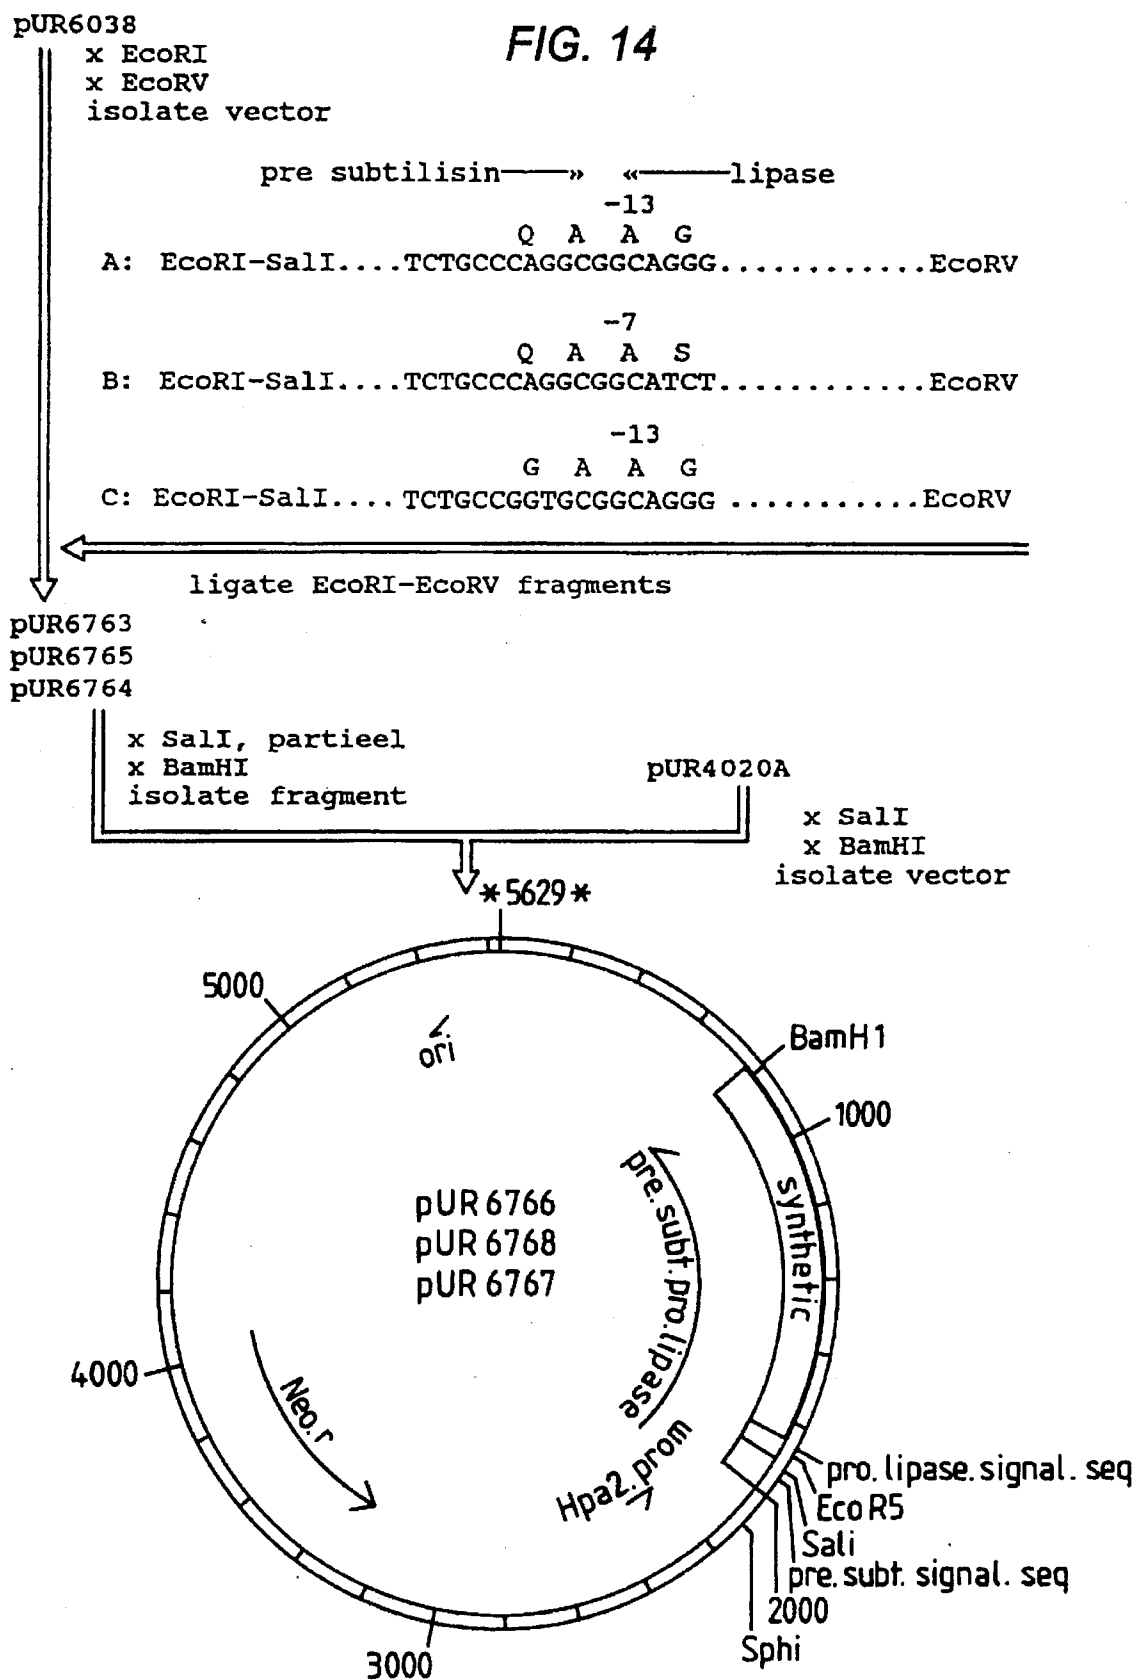 pUR6038
FIG. 14
x EcoRI
x EcoRV
isolate vector
pre subtilisin——» «——lipase
-13
Q A A G
A: EcoRI-SalI....TCTGCCCAGGCGGCAGGG............EcoRV
-7
Q A A S
B: EcoRI-SalI....TCTGCCCAGGCGGCATCT............EcoRV
-13
G A A G
C: EcoRI-SalI.... TCTGCCGGTGCGGCAGGG ...........EcoRV
ligate EcoRI-EcoRV fragments
pUR6763
pUR6765
pUR6764
x SalI, partieel
x BamHI
isolate fragment
pUR4020A
x SalI
x BamHI
isolate vector
*5629*
5000
ori
BamH1
1000
synthetic
pre.subt.pro.lipase
pUR 6766
pUR 6768
pUR 6767
4000
Neo.r
Hpa2.prom
pro.lipase.signal.seq
Eco R5
Sali
pre.subt.signal.seq
2000
Sphi
3000